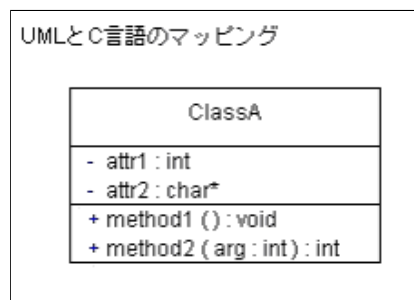 UMLとC言語のマッピング
ClassA
- attr1 : int
- attr2 : char*
+ method1 () : void
+ method2 ( arg : int ) : int